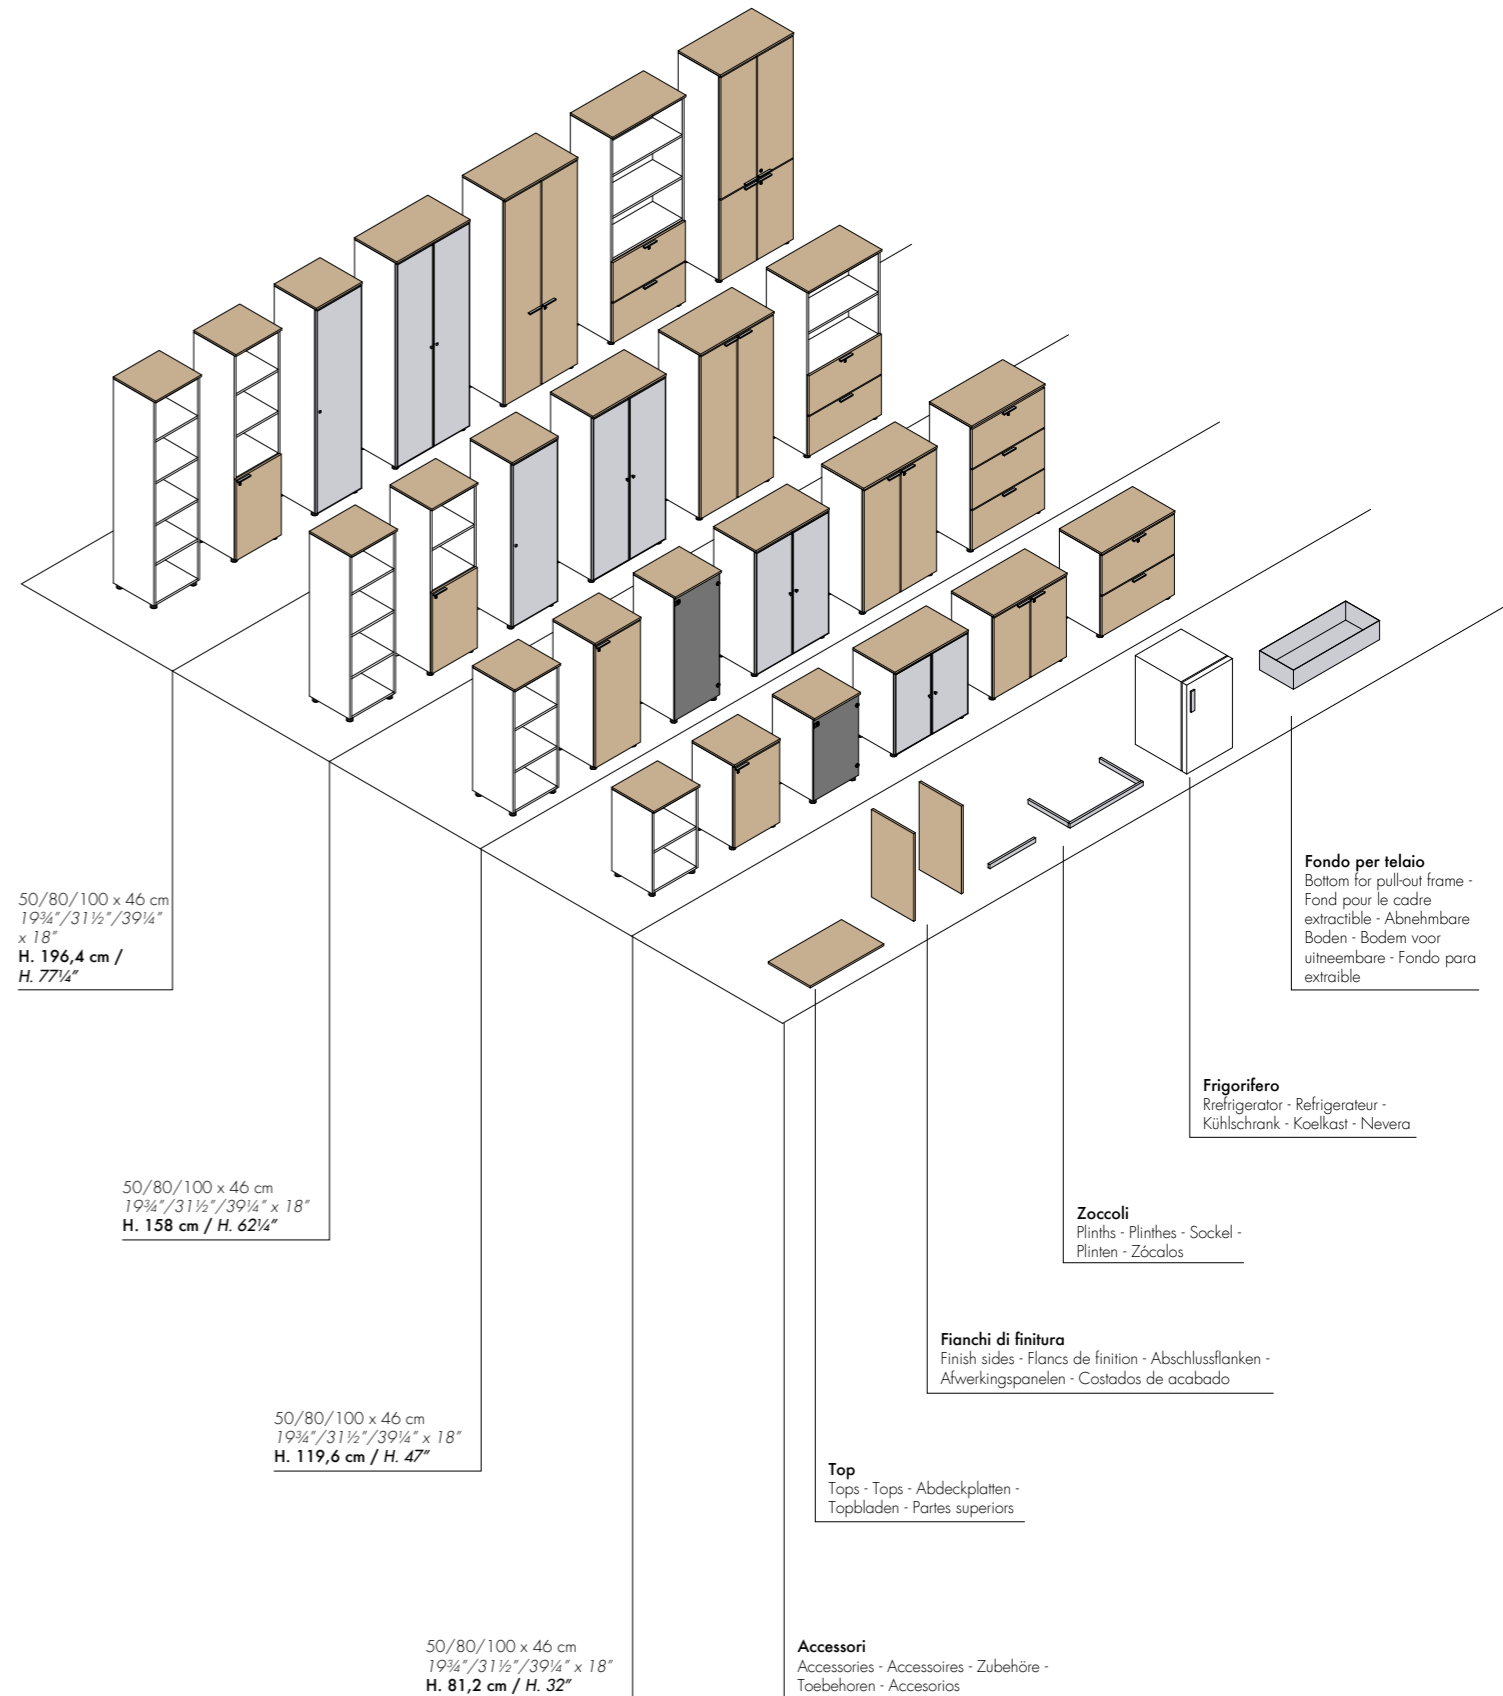 50/80/100 x 46 cm
19¾”/31½”/39¼”
x 18”
H. 196,4 cm /
H. 77¼”
50/80/100 x 46 cm
19¾”/31½”/39¼” x 18”
H. 158 cm / H. 62¼”
50/80/100 x 46 cm
19¾”/31½”/39¼” x 18”
H. 119,6 cm / H. 47”
50/80/100 x 46 cm
19¾”/31½”/39¼” x 18”
H. 81,2 cm / H. 32”
Fondo per telaio
Bottom for pull-out frame -
Fond pour le cadre
extractible - Abnehmbare
Boden - Bodem voor
uitneembare - Fondo para
extraible
Frigorifero
Rrefrigerator - Refrigerateur -
Kühlschrank - Koelkast - Nevera
Zoccoli
Plinths - Plinthes - Sockel -
Plinten - Zócalos
Fianchi di finitura
Finish sides - Flancs de finition - Abschlussflanken -
Afwerkingspanelen - Costados de acabado
Top
Tops - Tops - Abdeckplatten -
Topbladen - Partes superiors
Accessori
Accessories - Accessoires - Zubehöre -
Toebehoren - Accesorios